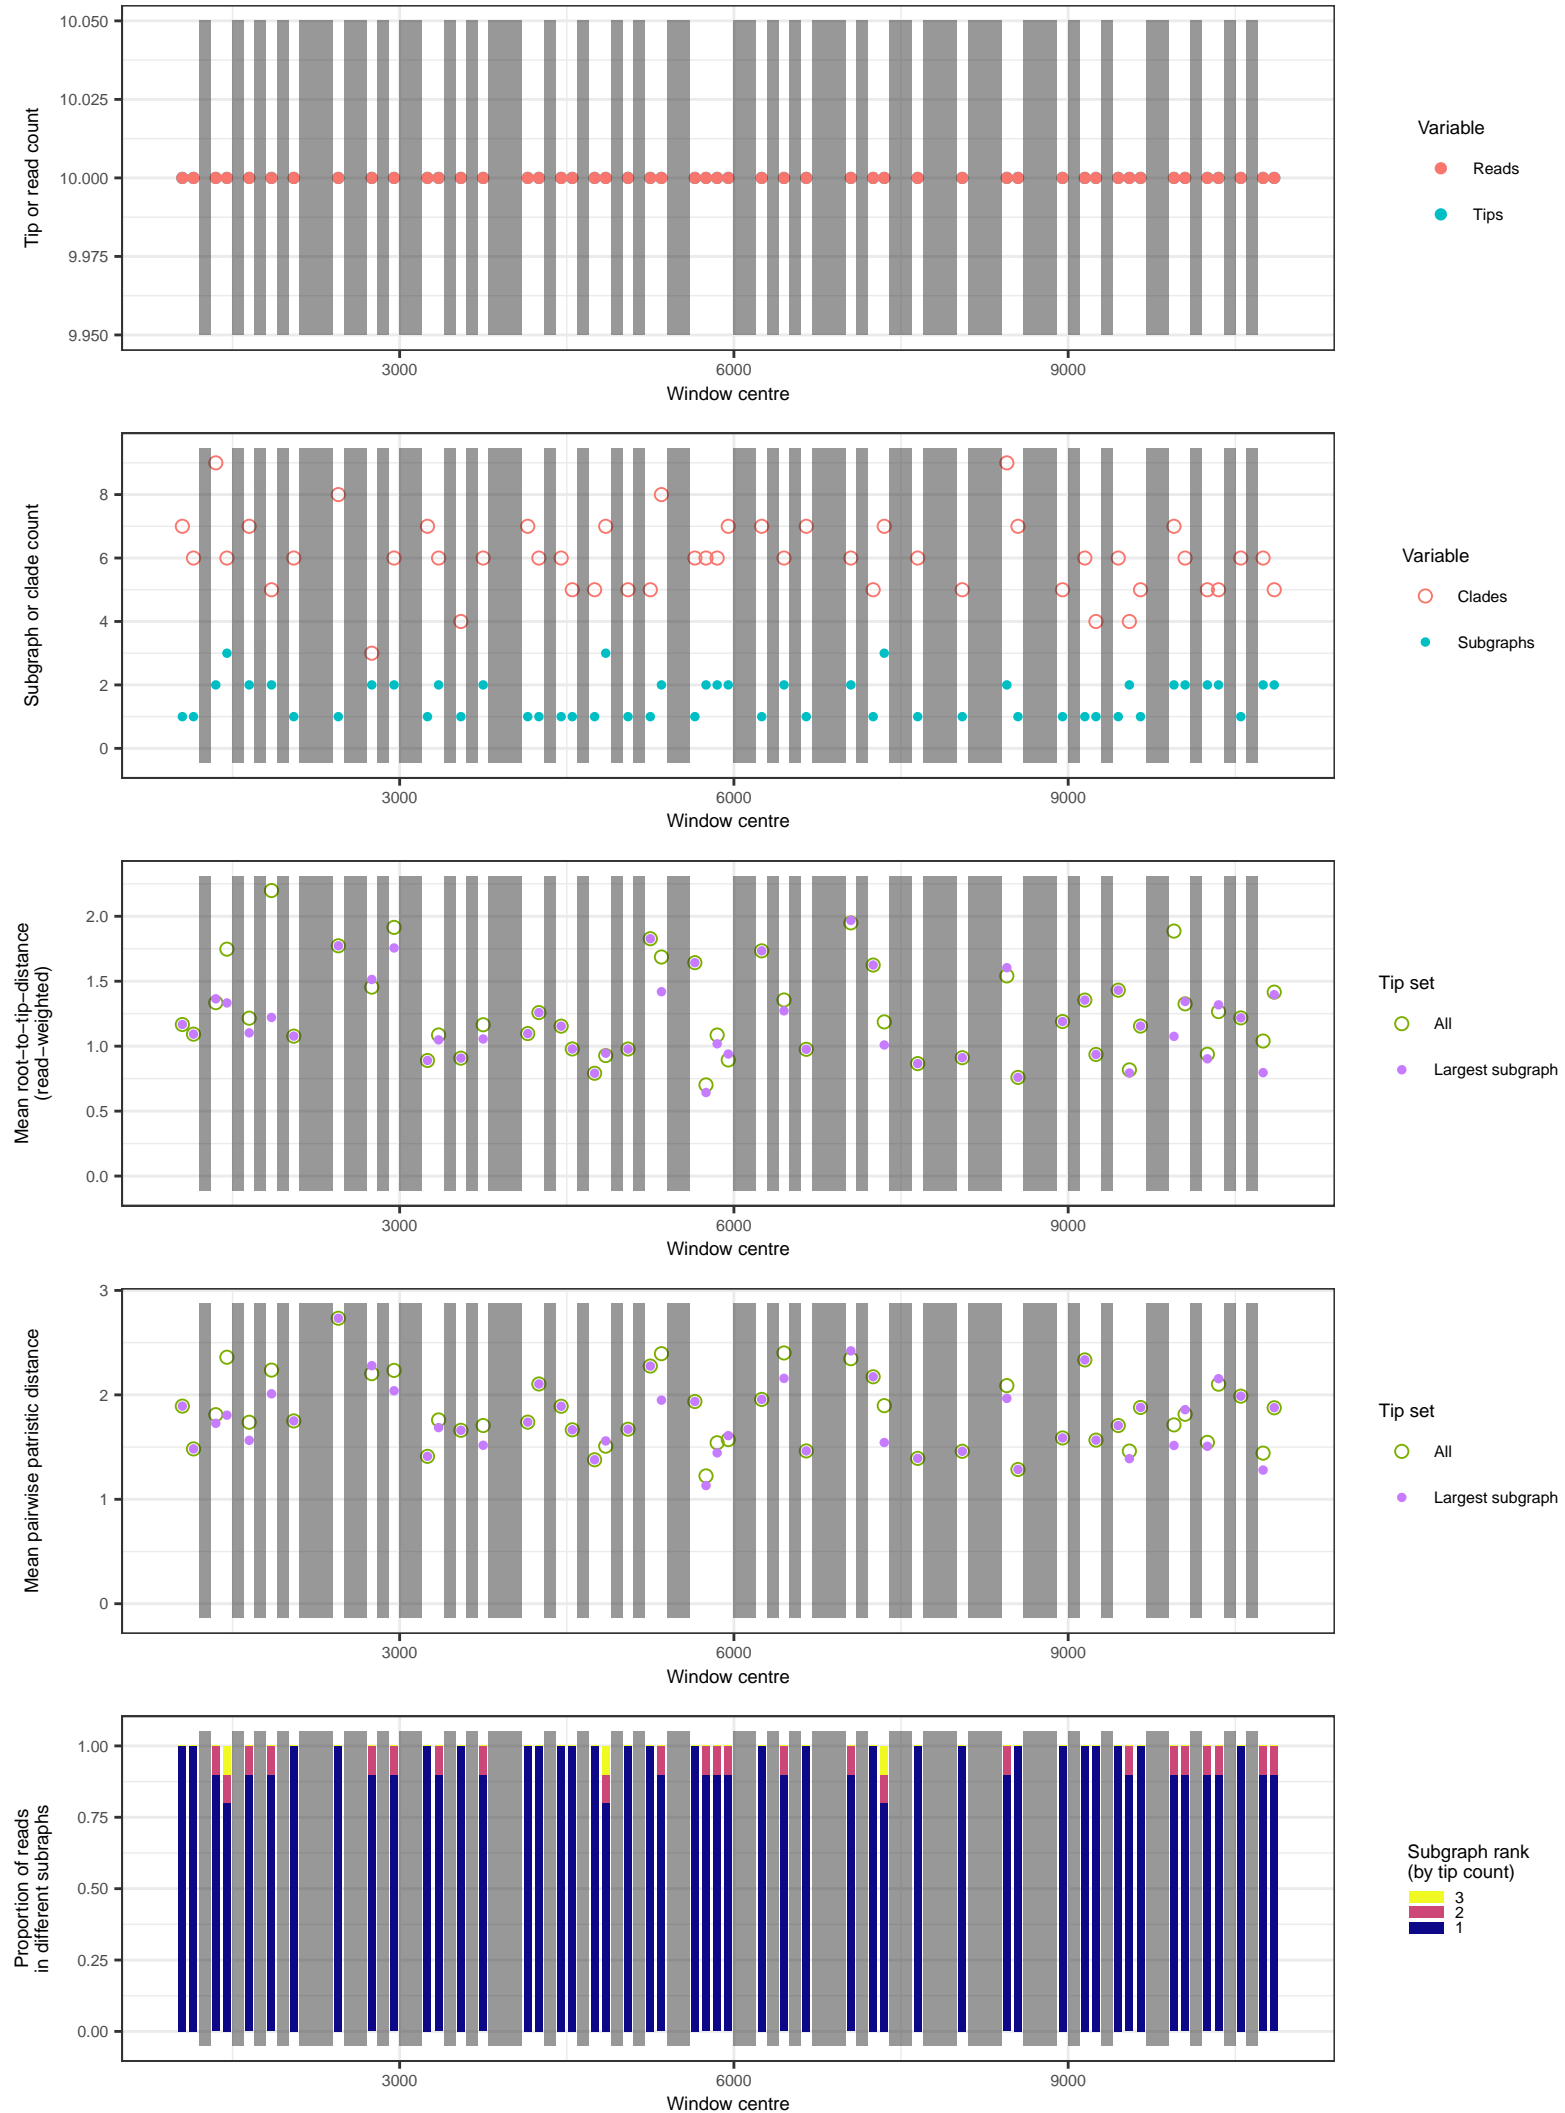 10.050
10.025
10.000
9.975
9.950
Tip or read count
3000
6000
9000
Window centre
Variable
Reads
Tips
8
6
4
2
0
Subgraph or clade count
3000
6000
9000
Window centre
Variable
Clades
Subgraphs
2.0
1.5
1.0
0.5
0.0
Mean root−to−tip−distance
(read−weighted)
3000
6000
9000
Window centre
Tip set
All
Largest subgraph
3
2
1
0
Mean pairwise patristic distance
3000
6000
9000
Window centre
Tip set
All
Largest subgraph
1.00
0.75
0.50
0.25
0.00
Proportion of reads
in different subraphs
3000
6000
9000
Window centre
Subgraph rank
(by tip count)
3
2
1